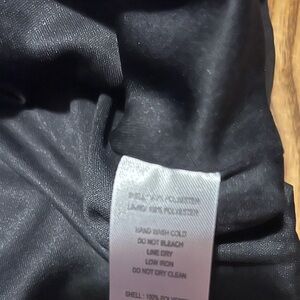 SHELL: 100% POLYESTER
LINING: 100% POLYESTER
HAND WASH COLD
DO NOT BLEACH
LINE DRY
LOW IRON
DO NOT DRY CLEAN
SHELL: 100% POLYESTER